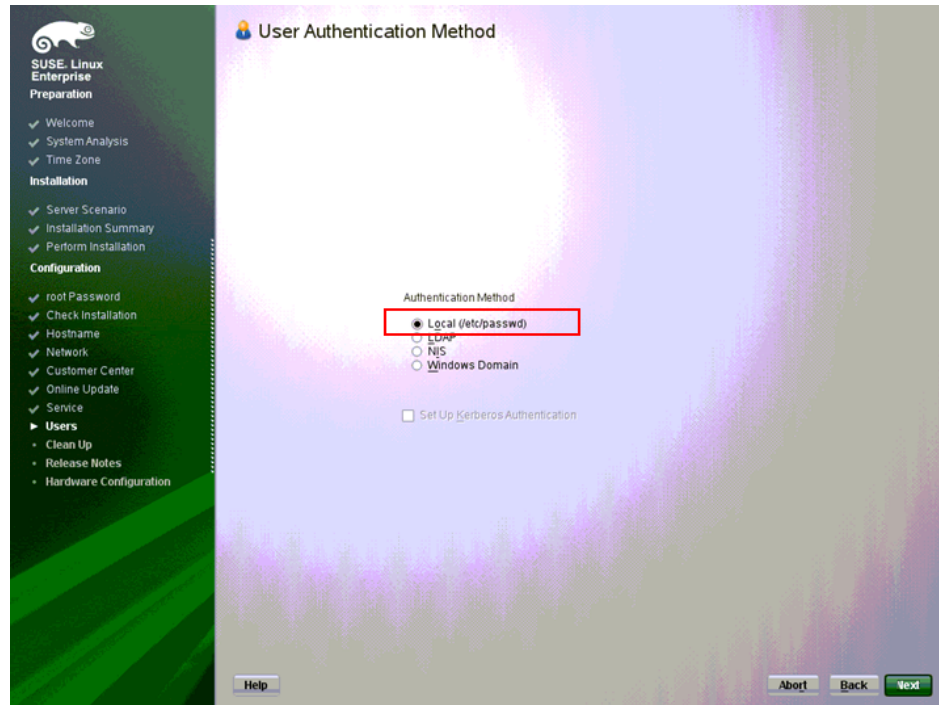 User Authentication Method
SUSE. Linux
Enterprise
Preparation
Welcome
System Analysis
Time Zone
Installation
Server Scenario
Installation Summary
Perform Installation
Configuration
root Password
Check Installation
Hostname
Network
Customer Center
Online Update
Service
Users
Clean Up
Release Notes
Hardware Configuration
Authentication Method
Local (/etc/passwd)
LDAP
NIS
Windows Domain
Set Up Kerberos Authentication
Help
Abort Back Next